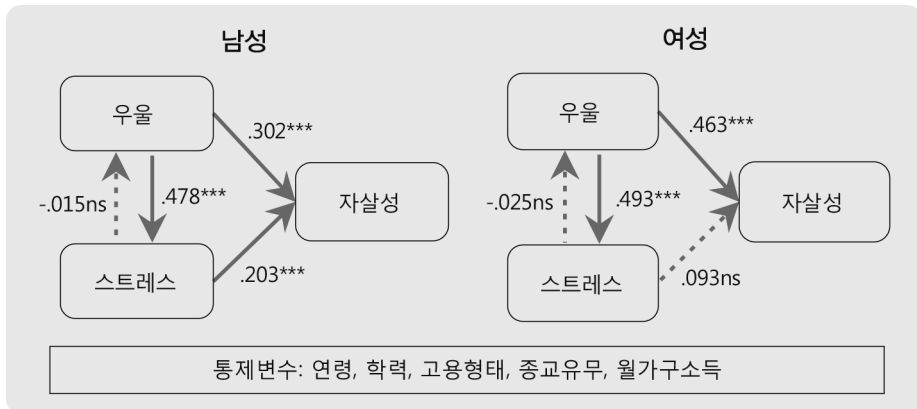 남성
우울
.302***
-.015ns
.478***
자살성
스트레스
.203***
여성
우울
.463***
-.025ns
.493***
자살성
스트레스
.093ns
통제변수: 연령, 학력, 고용형태, 종교유무, 월가구소득